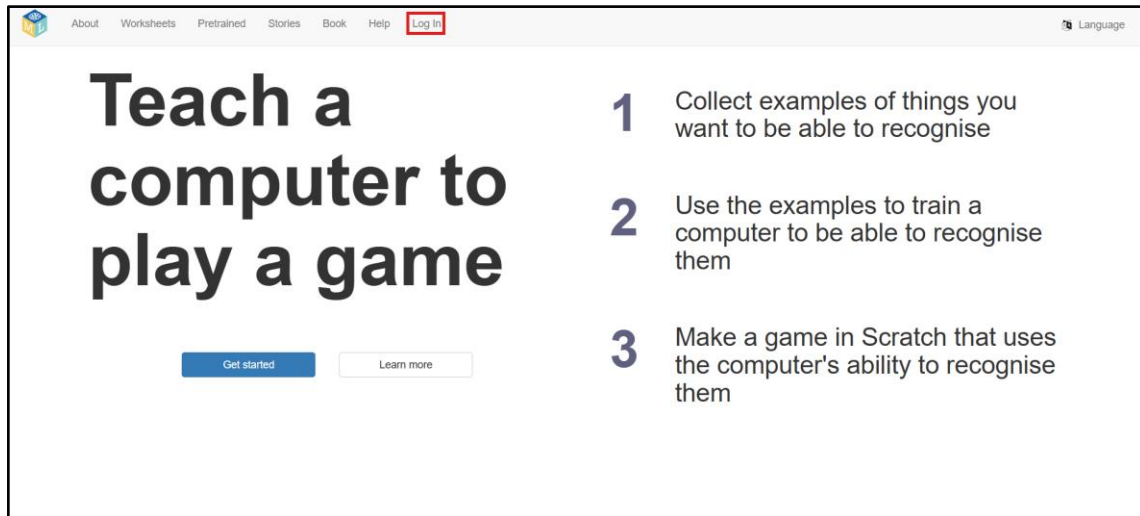 About Worksheets Pretrained Stories Book Help Log In Language
Teach a
computer to
play a game
Get started Learn more
1 Collect examples of things you
want to be able to recognise
2 Use the examples to train a
computer to be able to recognise
them
3 Make a game in Scratch that uses
the computer's ability to recognise
them